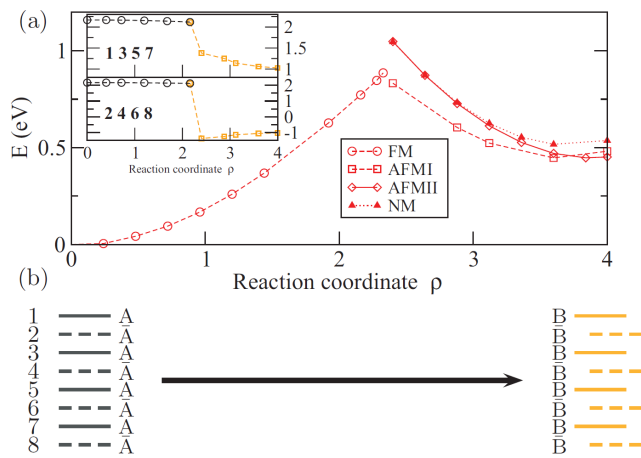 (a)
E (eV)
1
0.5
0
0
1
2
3
4
Reaction coordinate ρ
1 3 5 7
2
1.5
1
2 4 6 8
2
1
0
-1
0
1
2
3
4
Reaction coordinate ρ
FM
AFMI
AFMII
NM
(b)
1 A B
2 Ā B̄
3 A B
4 Ā B̄
5 A B
6 Ā B̄
7 A B
8 Ā B̄